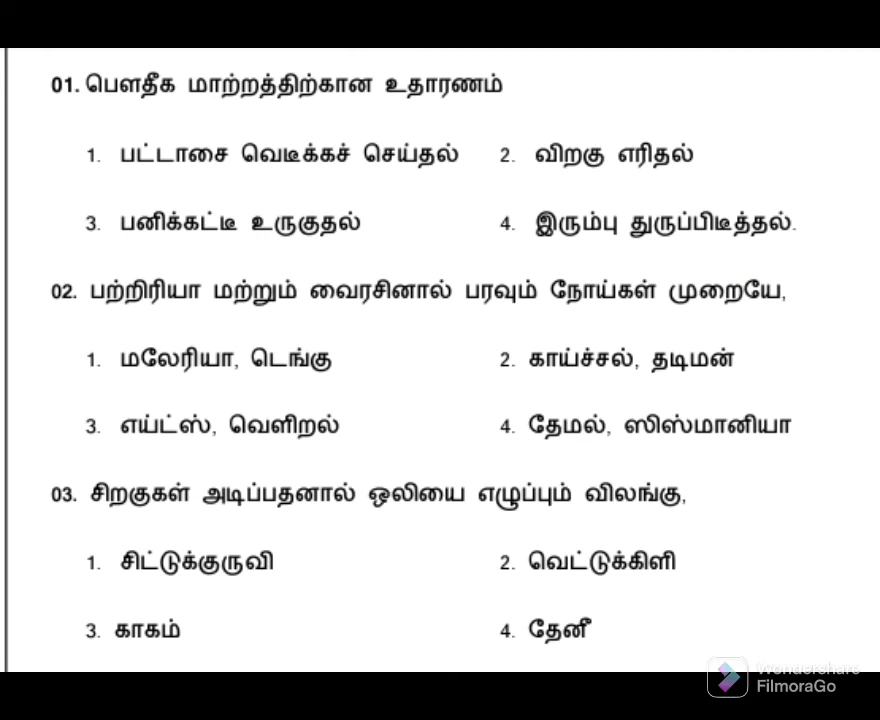 01. பௌதீக மாற்றத்திற்கான உதாரணம்
1. பட்டாசை வெடிக்கச் செய்தல் 2. விறகு எரிதல்
3. பனிக்கட்டி உருகுதல் 4. இரும்பு துருப்பிடித்தல்.
02. பற்றிரியா மற்றும் வைரசினால் பரவும் நோய்கள் முறையே,
1. மலேரியா, டெங்கு 2. காய்ச்சல், தடிமன்
3. எய்ட்ஸ், வெளிறல் 4. தேமல், ஸிஸ்மானியா
03. சிறகுகள் அடிப்பதனால் ஒலியை எழுப்பும் விலங்கு,
1. சிட்டுக்குருவி 2. வெட்டுக்கிளி
3. காகம் 4. தேனீ
Wondershare
FilmoraGo